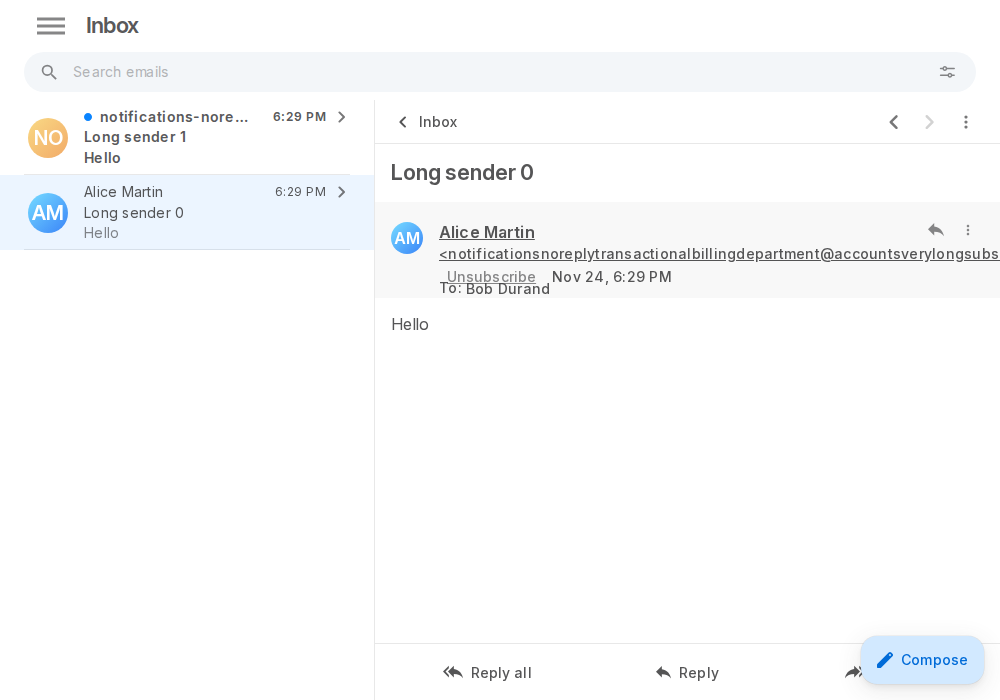 Inbox
Search emails
NO
notifications-nore...
6:29 PM
Long sender 1
Hello
AM
Alice Martin
6:29 PM
Long sender 0
Hello
Inbox
Long sender 0
AM
Alice Martin
<notificationsnoreplytransactionalbillingdepartment@accountsverylongsubs
Unsubscribe
Nov 24, 6:29 PM
To: Bob Durand
Hello
Reply all
Reply
Compose